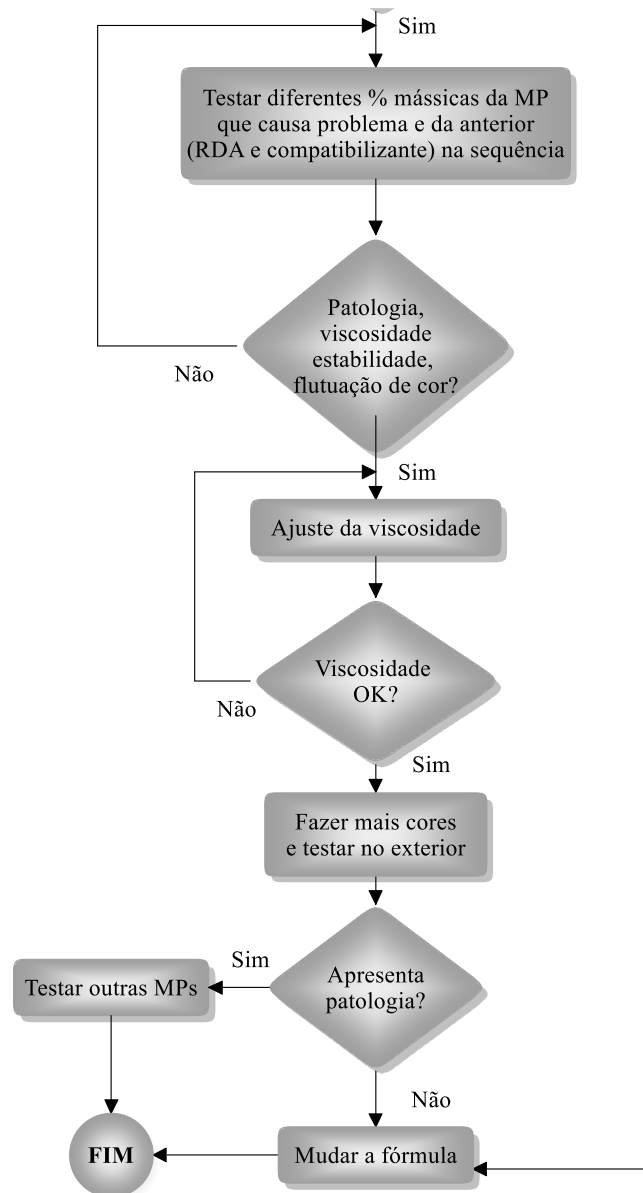 Sim
Testar diferentes % mássicas da MP
que causa problema e da anterior
(RDA e compatibilizante) na sequência
Patologia,
viscosidade
estabilidade,
flutuação de cor?
Não
Sim
Ajuste da viscosidade
Viscosidade
OK?
Não
Sim
Fazer mais cores
e testar no exterior
Apresenta
patologia?
Sim
Testar outras MPs
Não
Mudar a fórmula
FIM